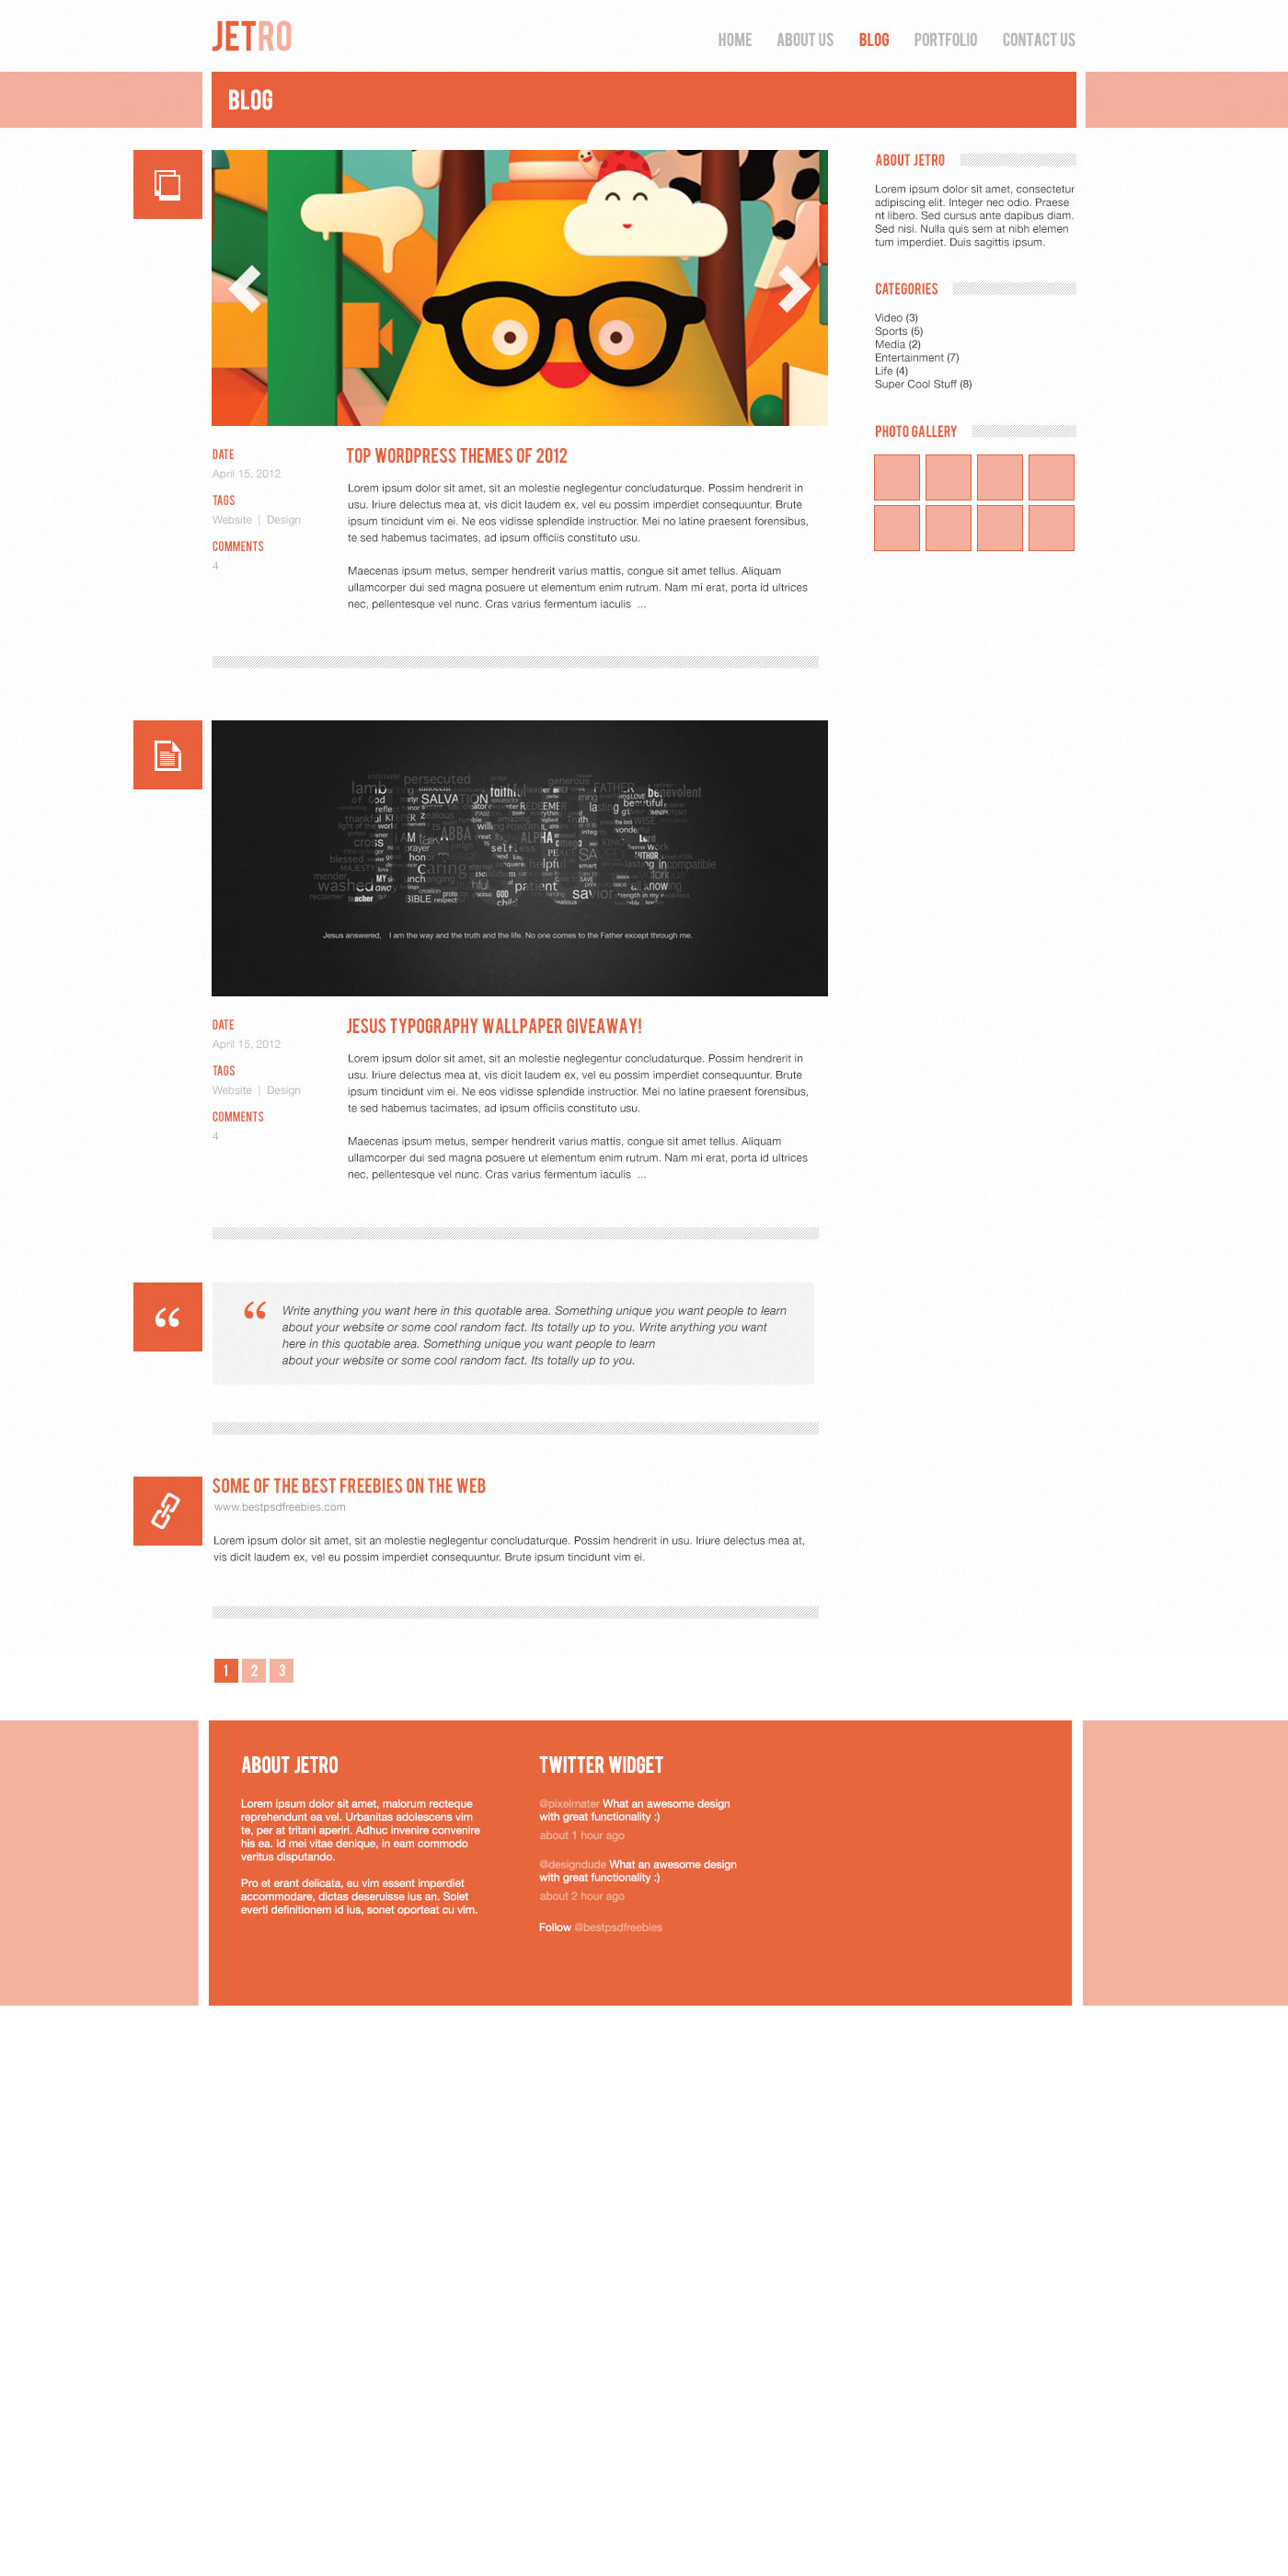 JETRO
HOME ABOUT US BLOG PORTFOLIO CONTACT US
BLOG
DATE
April 15, 2012
TAGS
Website | Design
COMMENTS
4
TOP WORDPRESS THEMES OF 2012
Lorem ipsum dolor sit amet, sit an molestie neglegentur concludaturque. Possim hendrerit in
usu. Iriure delectus mea at, vis dicit laudem ex, vel eu possim imperdiet consequuntur. Brute
ipsum tincidunt vim ei. Ne eos vidisse splendide instructior. Mei no latine praesent forensibus,
te sed habemus tacimates, ad ipsum officiis constituto usu.
Maecenas ipsum metus, semper hendrerit varius mattis, congue sit amet tellus. Aliquam
ullamcorper dui sed magna posuere ut elementum enim rutrum. Nam mi erat, porta id ultrices
nec, pellentesque vel nunc. Cras varius fermentum iaculis ...
intimate persecuted generous
lamb faithful FATHER benevolent
SALVATION REDEEMER lasting beautiful
ABBA ALPHA
cross selfless
prayer
caring helpful incompatible
washed patient savior know
BIBLE respect GOD
Jesus answered, I am the way and the truth and the life. No one comes to the Father except through me.
DATE
April 15, 2012
TAGS
Website | Design
COMMENTS
4
JESUS TYPOGRAPHY WALLPAPER GIVEAWAY!
Lorem ipsum dolor sit amet, sit an molestie neglegentur concludaturque. Possim hendrerit in
usu. Iriure delectus mea at, vis dicit laudem ex, vel eu possim imperdiet consequuntur. Brute
ipsum tincidunt vim ei. Ne eos vidisse splendide instructior. Mei no latine praesent forensibus,
te sed habemus tacimates, ad ipsum officiis constituto usu.
Maecenas ipsum metus, semper hendrerit varius mattis, congue sit amet tellus. Aliquam
ullamcorper dui sed magna posuere ut elementum enim rutrum. Nam mi erat, porta id ultrices
nec, pellentesque vel nunc. Cras varius fermentum iaculis ...
“
“ Write anything you want here in this quotable area. Something unique you want people to learn
about your website or some cool random fact. Its totally up to you. Write anything you want
here in this quotable area. Something unique you want people to learn
about your website or some cool random fact. Its totally up to you.
SOME OF THE BEST FREEBIES ON THE WEB
www.bestpsdfreebies.com
Lorem ipsum dolor sit amet, sit an molestie neglegentur concludaturque. Possim hendrerit in usu. Iriure delectus mea at,
vis dicit laudem ex, vel eu possim imperdiet consequuntur. Brute ipsum tincidunt vim ei.
1 2 3
ABOUT JETRO
Lorem ipsum dolor sit amet, consectetur
adipiscing elit. Integer nec odio. Praese
nt libero. Sed cursus ante dapibus diam.
Sed nisi. Nulla quis sem at nibh elemen
tum imperdiet. Duis sagittis ipsum.
CATEGORIES
Video (3)
Sports (5)
Media (2)
Entertainment (7)
Life (4)
Super Cool Stuff (8)
PHOTO GALLERY
ABOUT JETRO
Lorem ipsum dolor sit amet, malorum recteque
reprehendunt ea vel. Urbanitas adolescens vim
te, per at tritani aperiri. Adhuc invenire convenire
his ea. Id mei vitae denique, in eam commodo
veritus disputando.
Pro et erant delicata, eu vim essent imperdiet
accommodare, dictas deseruisse ius an. Solet
everti definitionem id ius, sonet oporteat cu vim.
TWITTER WIDGET
@pixelmater What an awesome design
with great functionality :)
about 1 hour ago
@designdude What an awesome design
with great functionality :)
about 2 hour ago
Follow @bestpsdfreebies